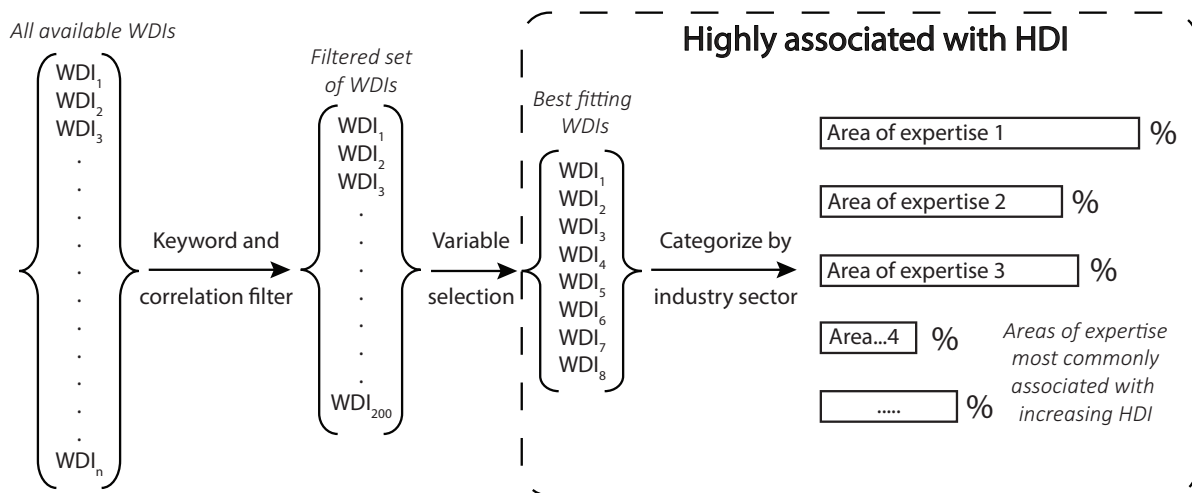 All available WDIs
WDI₁
WDI₂
WDI₃
.
.
.
.
.
.
.
.
.
.
.
WDIₙ
Keyword and
correlation filter
Filtered set
of WDIs
WDI₁
WDI₂
WDI₃
.
.
.
.
.
.
.
WDI₂₀₀
Variable
selection
Highly associated with HDI
Best fitting
WDIs
WDI₁
WDI₂
WDI₃
WDI₄
WDI₅
WDI₆
WDI₇
WDI₈
Categorize by
industry sector
Area of expertise 1 %
Area of expertise 2 %
Area of expertise 3 %
Area...4 %
..... %
Areas of expertise
most commonly
associated with
increasing HDI